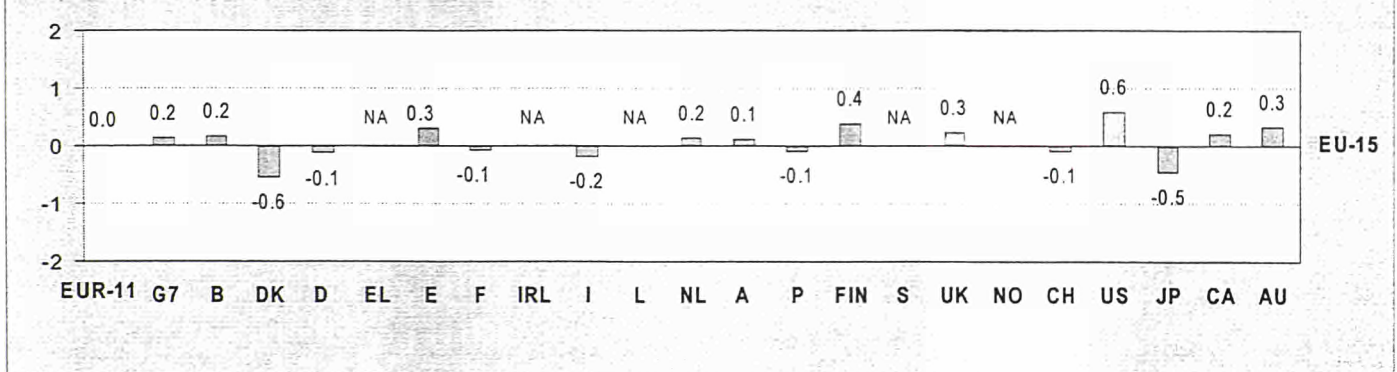 2
1
0
-1
-2
0.0 0.2 0.2 -0.6 -0.1 NA 0.3 -0.1 NA -0.2 NA 0.2 0.1 -0.1 0.4 NA 0.3 NA -0.1 0.6 -0.5 0.2 0.3
EU-15
EUR-11 G7 B DK D EL E F IRL I L NL A P FIN S UK NO CH US JP CA AU